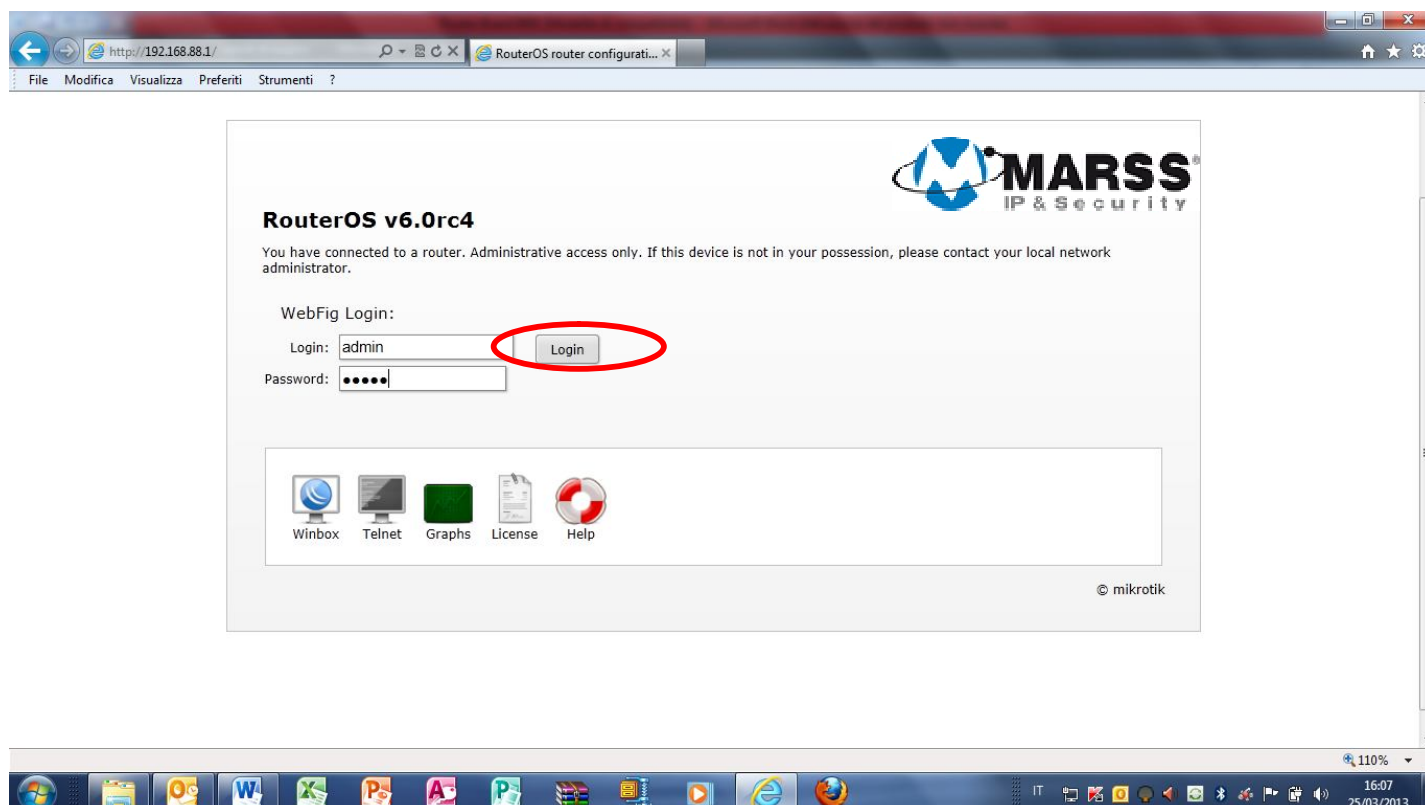 http://192.168.88.1/
RouterOS router configurati...
File Modifica Visualizza Preferiti Strumenti ?
MARSS®
IP & Security
RouterOS v6.0rc4
You have connected to a router. Administrative access only. If this device is not in your possession, please contact your local network
administrator.
WebFig Login:
Login: admin
Login
Password: •••••
Winbox Telnet Graphs License Help
© mikrotik
110%
IT
16:07
25/03/2013